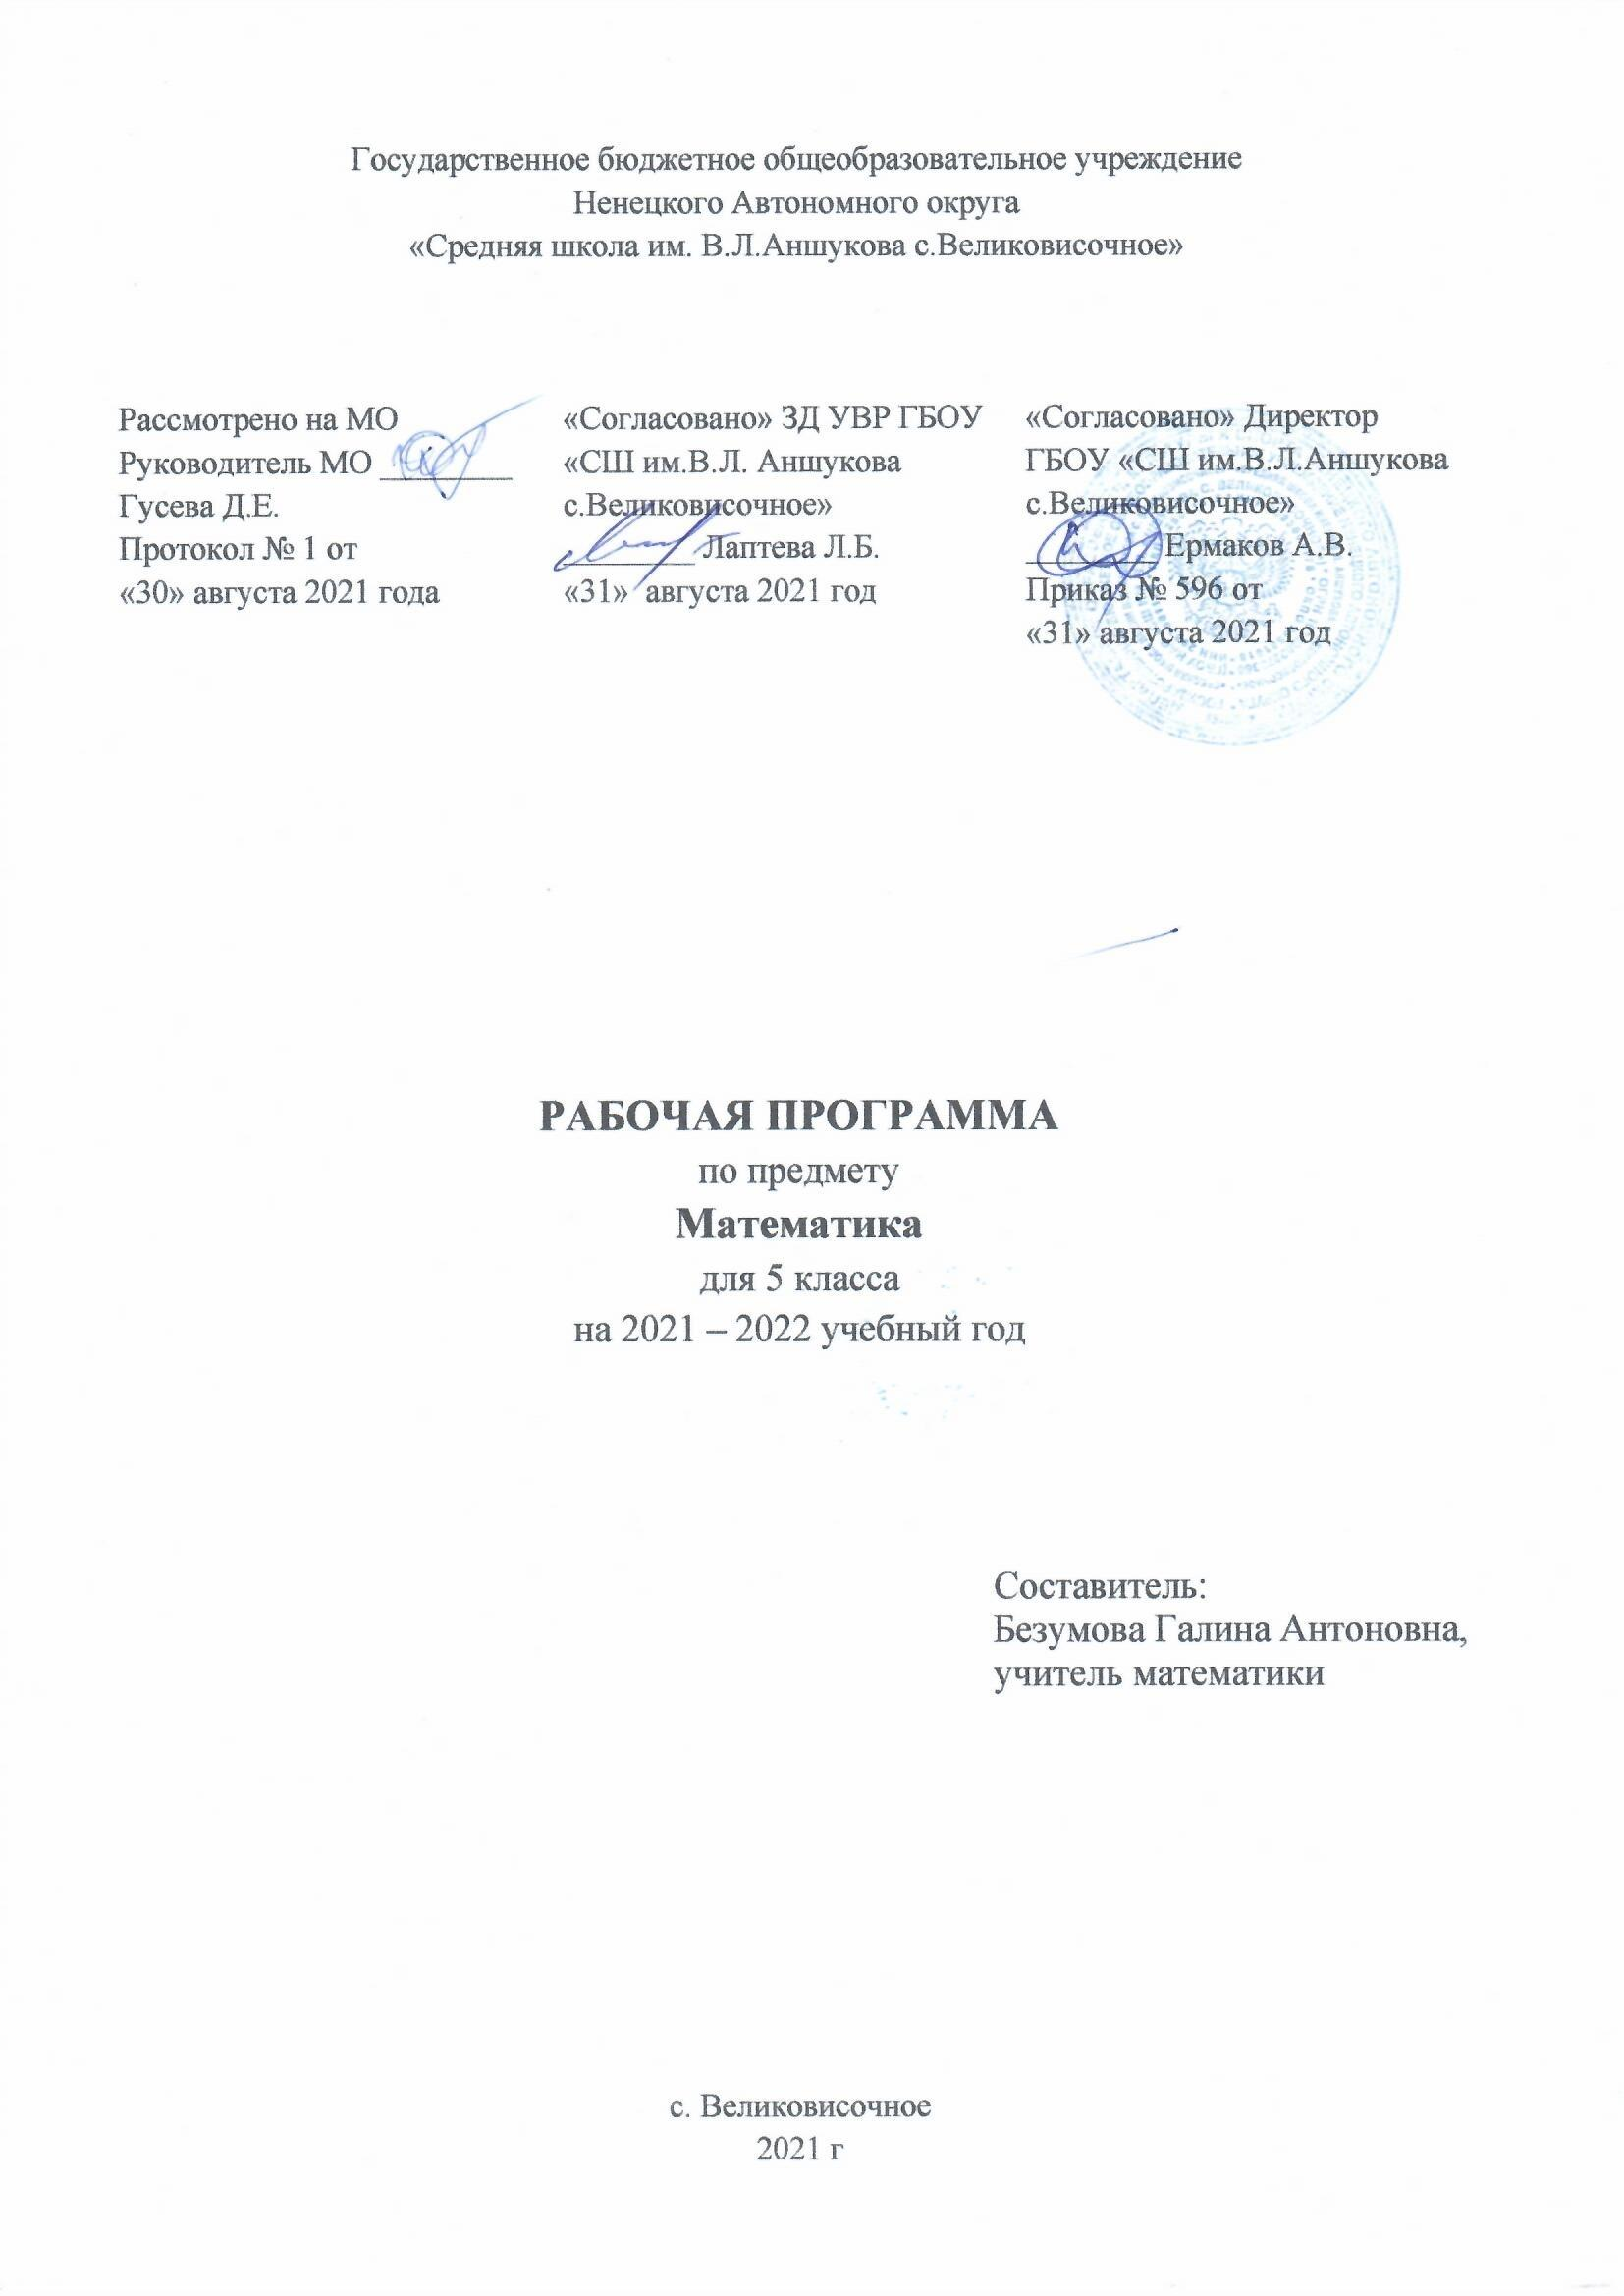 Государственное бюджетное общеобразовательное учреждение
Ненецкого Автономного округа
«Средняя школа им. В.Л.Аншукова с.Великовисочное»
Рассмотрено на МО
Руководитель МО ________
Гусева Д.Е.
Протокол № 1 от
«30» августа 2021 года
«Согласовано» ЗД УВР ГБОУ
«СШ им.В.Л. Аншукова
с.Великовисочное»
________Лаптева Л.Б.
«31» августа 2021 год
«Согласовано» Директор
ГБОУ «СШ им.В.Л.Аншукова
с.Великовисочное»
________Ермаков А.В.
Приказ № 596 от
«31» августа 2021 год
РАБОЧАЯ ПРОГРАММА
по предмету
Математика
для 5 класса
на 2021 – 2022 учебный год
Составитель:
Безумова Галина Антоновна,
учитель математики
с. Великовисочное
2021 г